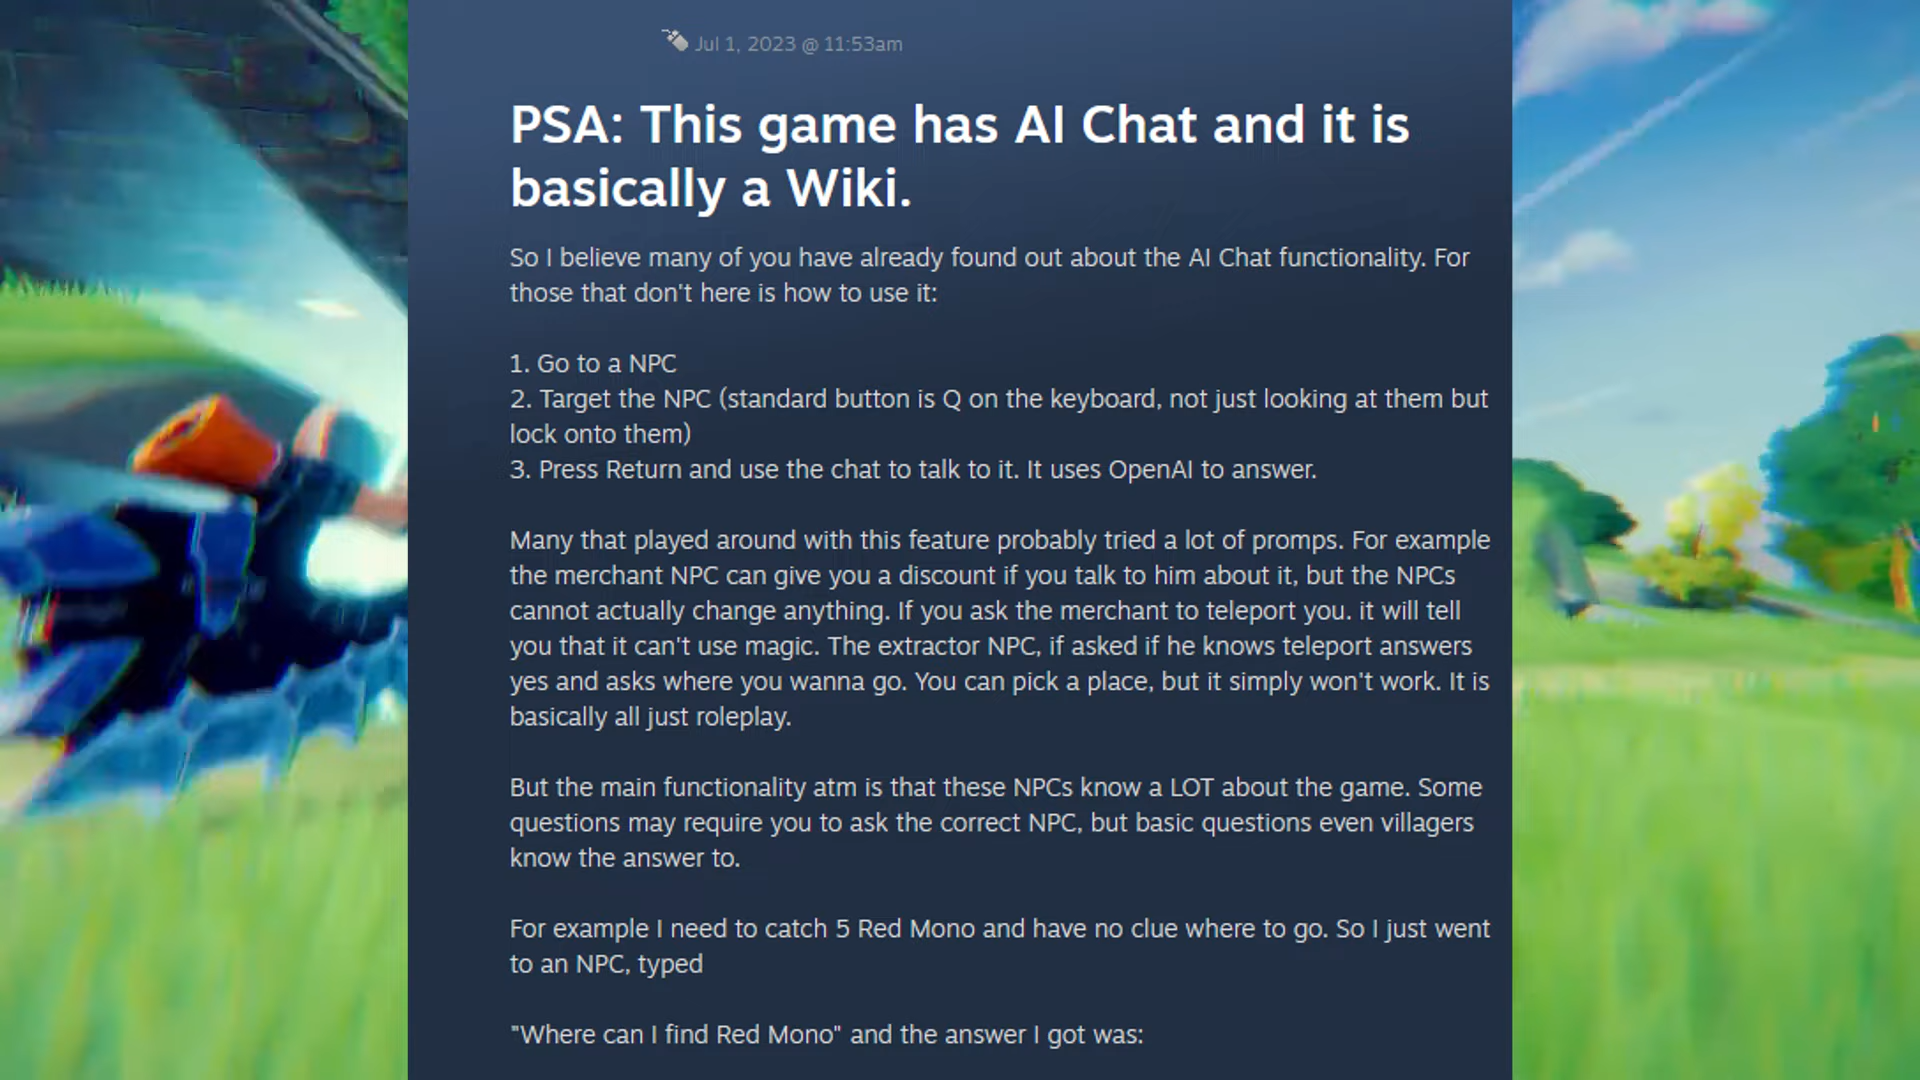 Jul 1, 2023 @ 11:53am
PSA: This game has AI Chat and it is
basically a Wiki.
So I believe many of you have already found out about the AI Chat functionality. For
those that don't here is how to use it:
1. Go to a NPC
2. Target the NPC (standard button is Q on the keyboard, not just looking at them but
lock onto them)
3. Press Return and use the chat to talk to it. It uses OpenAI to answer.
Many that played around with this feature probably tried a lot of promps. For example
the merchant NPC can give you a discount if you talk to him about it, but the NPCs
cannot actually change anything. If you ask the merchant to teleport you. it will tell
you that it can't use magic. The extractor NPC, if asked if he knows teleport answers
yes and asks where you wanna go. You can pick a place, but it simply won't work. It is
basically all just roleplay.
But the main functionality atm is that these NPCs know a LOT about the game. Some
questions may require you to ask the correct NPC, but basic questions even villagers
know the answer to.
For example I need to catch 5 Red Mono and have no clue where to go. So I just went
to an NPC, typed
"Where can I find Red Mono" and the answer I got was: